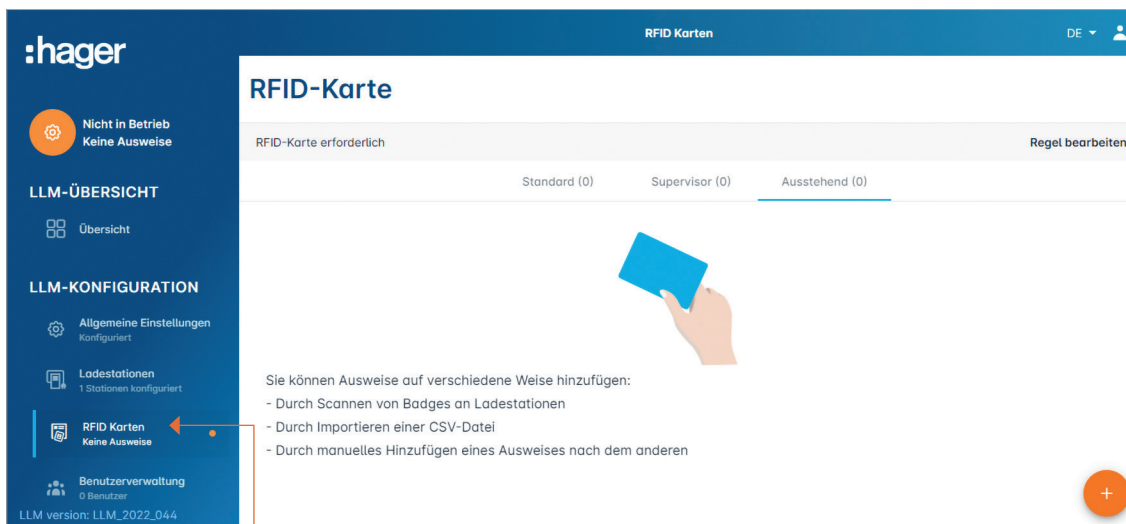 :hager
Nicht in Betrieb
Keine Ausweise
LLM-ÜBERSICHT
Übersicht
LLM-KONFIGURATION
Allgemeine Einstellungen
Konfiguriert
Ladestationen
1 Stationen konfiguriert
RFID Karten
Keine Ausweise
Benutzerverwaltung
0 Benutzer
LLM version: LLM_2022_044
RFID Karten
DE
RFID-Karte
RFID-Karte erforderlich
Regel bearbeiten
Standard (0) Supervisor (0) Ausstehend (0)
Sie können Ausweise auf verschiedene Weise hinzufügen:
- Durch Scannen von Badges an Ladestationen
- Durch Importieren einer CSV-Datei
- Durch manuelles Hinzufügen eines Ausweises nach dem anderen
+